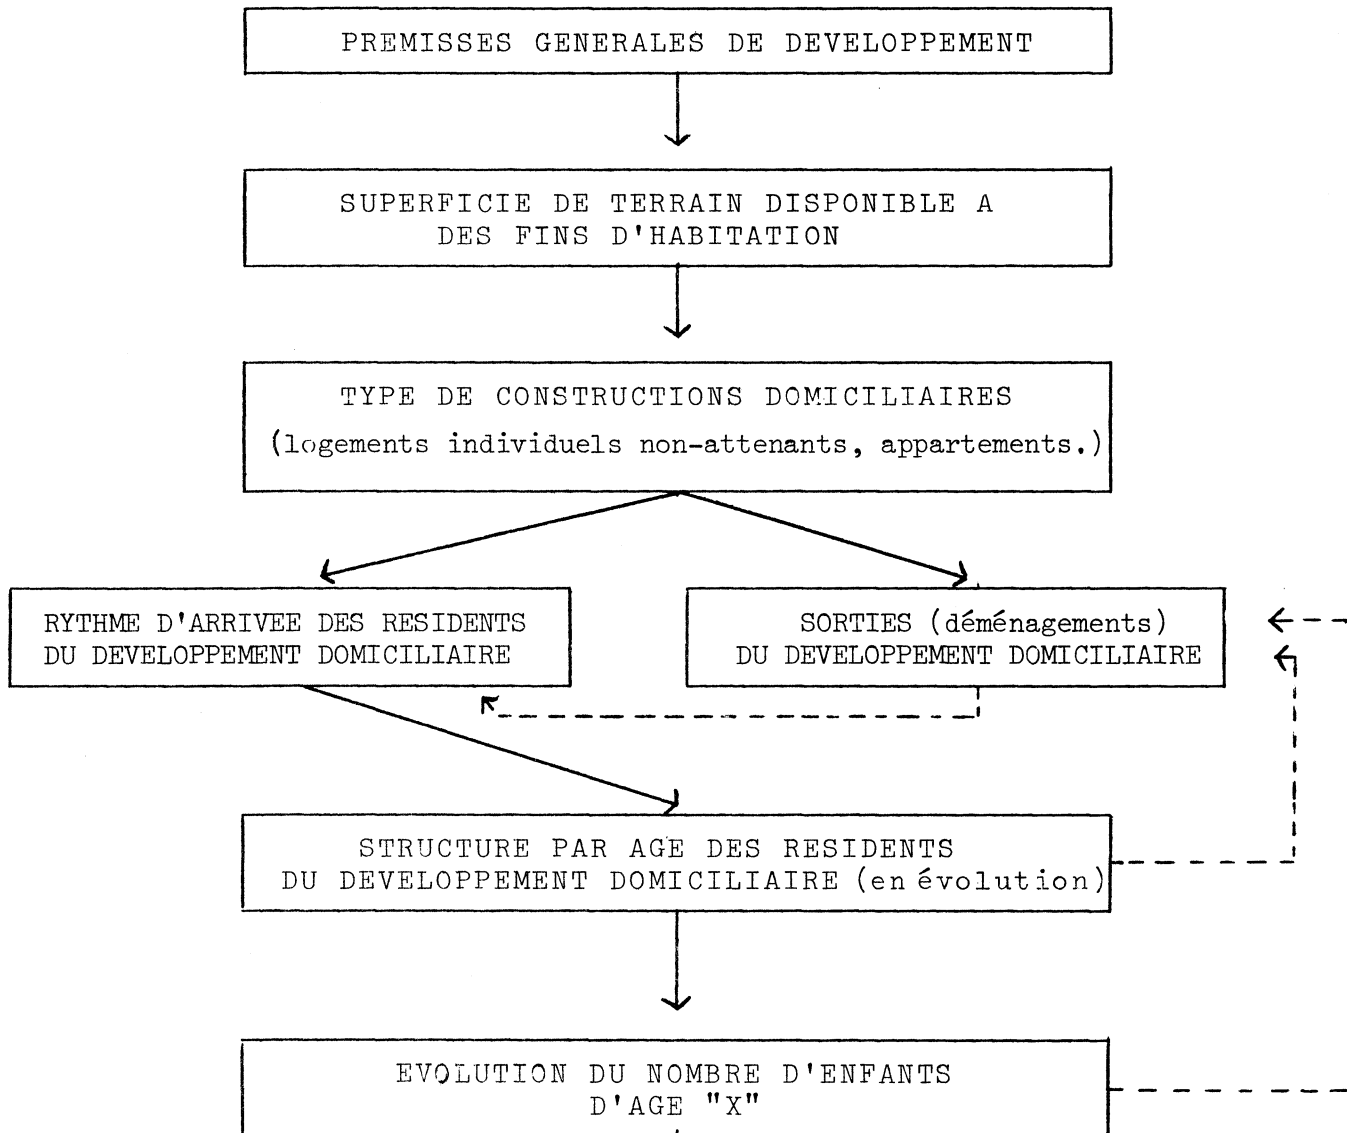 PREMISSES GENERALES DE DEVELOPPEMENT
SUPERFICIE DE TERRAIN DISPONIBLE A
DES FINS D'HABITATION
TYPE DE CONSTRUCTIONS DOMICILIAIRES
(logements individuels non-attenants, appartements.)
RYTHME D'ARRIVEE DES RESIDENTS
DU DEVELOPPEMENT DOMICILIAIRE
SORTIES (déménagements)
DU DEVELOPPEMENT DOMICILIAIRE
STRUCTURE PAR AGE DES RESIDENTS
DU DEVELOPPEMENT DOMICILIAIRE (en évolution)
EVOLUTION DU NOMBRE D'ENFANTS
D'AGE "X"